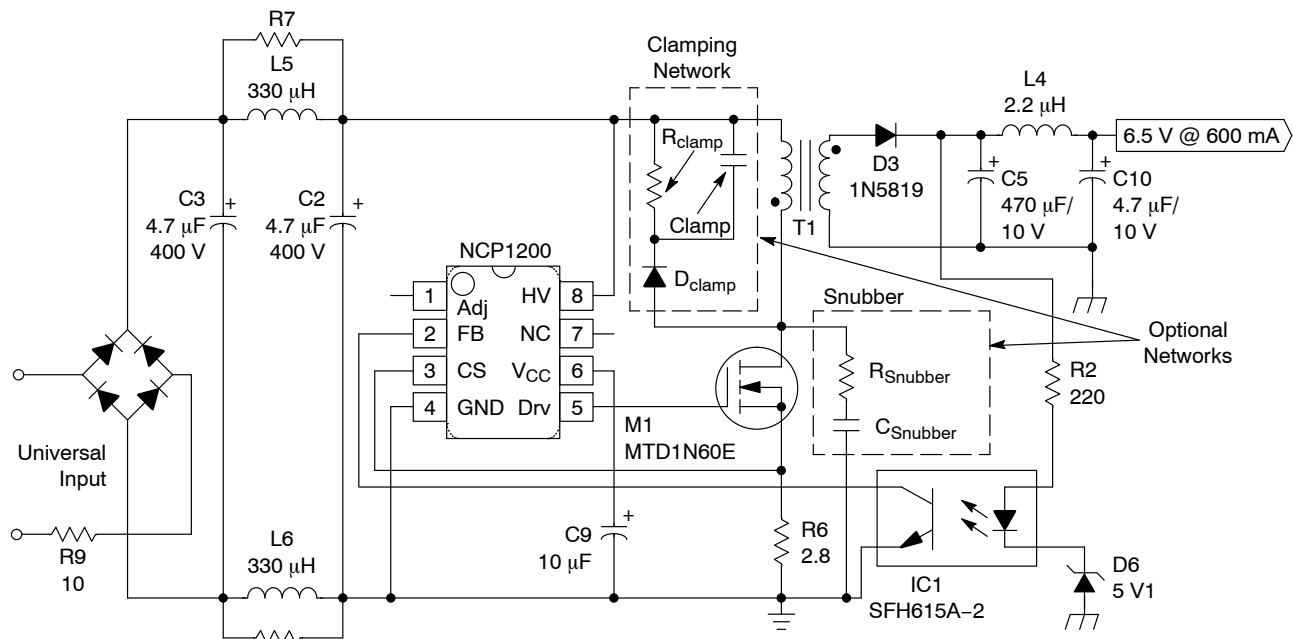 R7
L5
330 μH
Clamping
Network
L4
2.2 μH
Rclamp
Clamp
D3
1N5819
6.5 V @ 600 mA
C3
4.7 μF
400 V
+
C2
4.7 μF
400 V
+
T1
+
C5
470 μF/
10 V
+
C10
4.7 μF/
10 V
NCP1200
1
Adj
HV
8
2
FB
NC
7
3
CS
VCC
6
4
GND
Drv
5
Dclamp
Snubber
Optional
Networks
RSnubber
CSnubber
R2
220
M1
MTD1N60E
Universal
Input
R9
10
L6
330 μH
C9
10 μF
+
R6
2.8
IC1
SFH615A−2
D6
5 V1